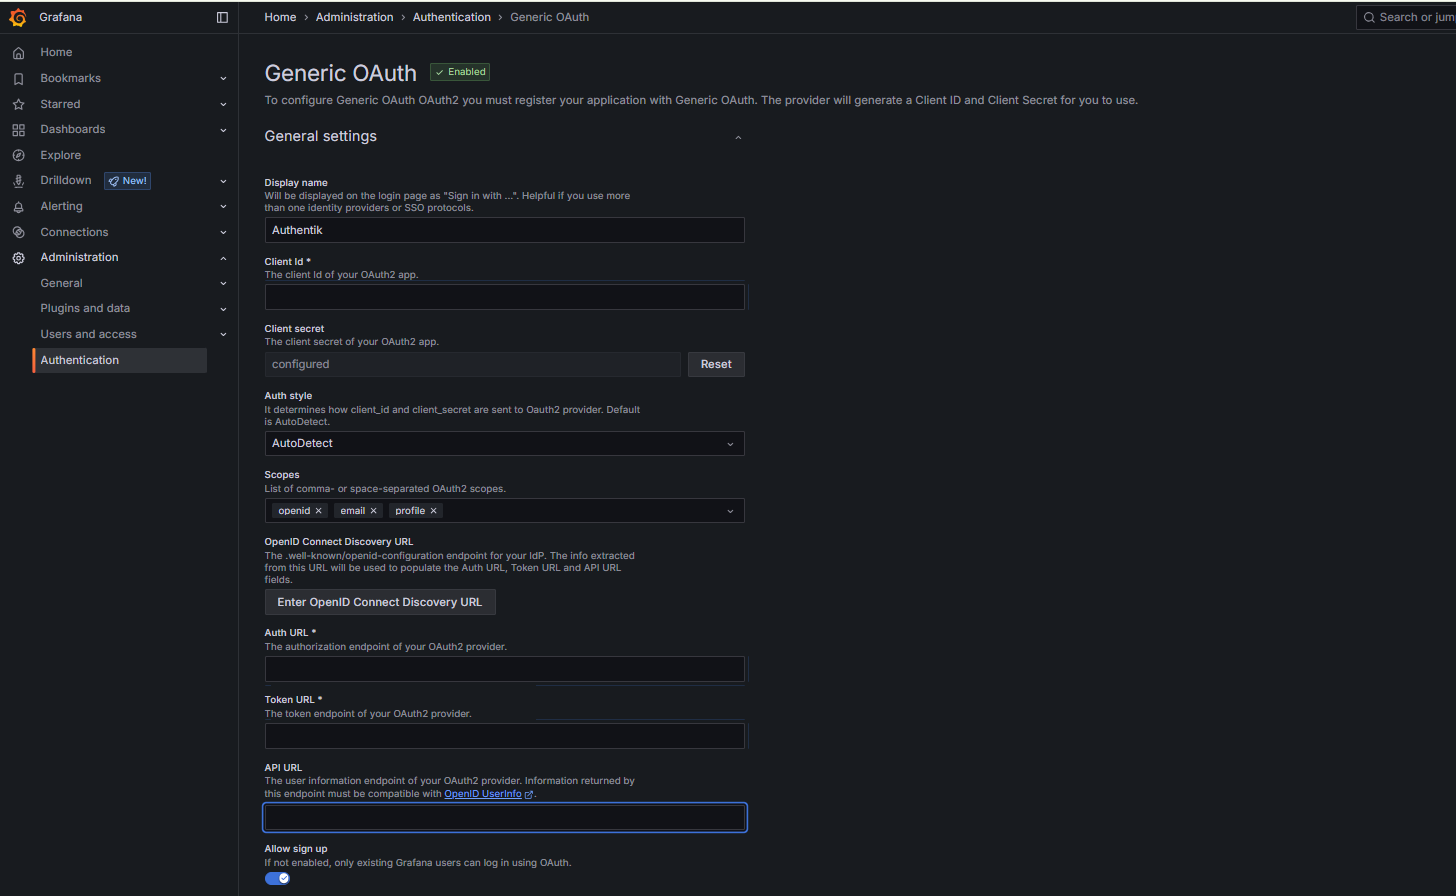 Grafana
Home › Administration › Authentication › Generic OAuth
Search or jum
Home
Bookmarks
Starred
Dashboards
Explore
Drilldown New!
Alerting
Connections
Administration
General
Plugins and data
Users and access
Authentication
Generic OAuth Enabled
To configure Generic OAuth OAuth2 you must register your application with Generic OAuth. The provider will generate a Client ID and Client Secret for you to use.
General settings
Display name
Will be displayed on the login page as "Sign in with ...". Helpful if you use more
than one identity providers or SSO protocols.
Authentik
Client Id *
The client Id of your OAuth2 app.
Client secret
The client secret of your OAuth2 app.
configured Reset
Auth style
It determines how client_id and client_secret are sent to Oauth2 provider. Default
is AutoDetect.
AutoDetect
Scopes
List of comma- or space-separated OAuth2 scopes.
openid email profile
OpenID Connect Discovery URL
The .well-known/openid-configuration endpoint for your IdP. The info extracted
from this URL will be used to populate the Auth URL, Token URL and API URL
fields.
Enter OpenID Connect Discovery URL
Auth URL *
The authorization endpoint of your OAuth2 provider.
Token URL *
The token endpoint of your OAuth2 provider.
API URL
The user information endpoint of your OAuth2 provider. Information returned by
this endpoint must be compatible with OpenID UserInfo.
Allow sign up
If not enabled, only existing Grafana users can log in using OAuth.